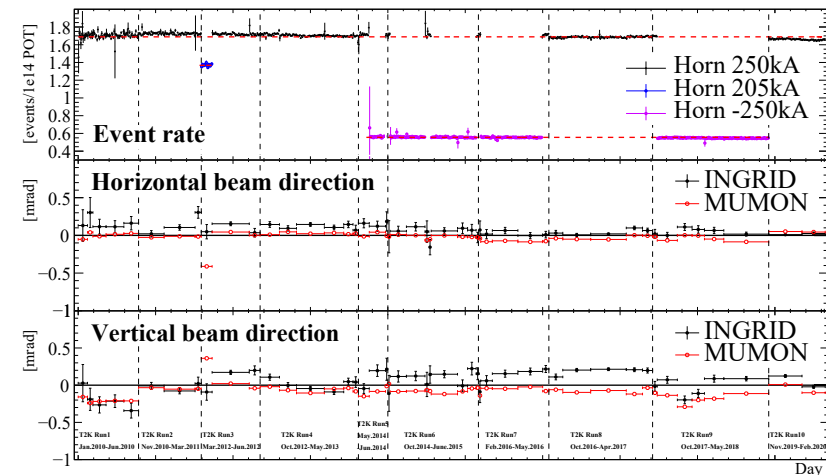 1.8
1.6
1.4
1.2
1
0.8
0.6
0.4
[events/1e14 POT]
Event rate
Horn 250kA
Horn 205kA
Horn -250kA
[mrad]
0.5
0
−0.5
−1
Horizontal beam direction
INGRID
MUMON
[mrad]
0.5
0
−0.5
−1
Vertical beam direction
INGRID
MUMON
T2K Run1
Jan.2010-Jun.2010
T2K Run2
Nov.2010-Mar.2011
T2K Run3
Mar.2012-Jun.2012
T2K Run4
Oct.2012-May.2013
T2K Run5
May.2014
Jun.2014
T2K Run6
Oct.2014-June.2015
T2K Run7
Feb.2016-May.2016
T2K Run8
Oct.2016-Apr.2017
T2K Run9
Oct.2017-May.2018
T2K Run10
Nov.2019-Feb.2020
Day